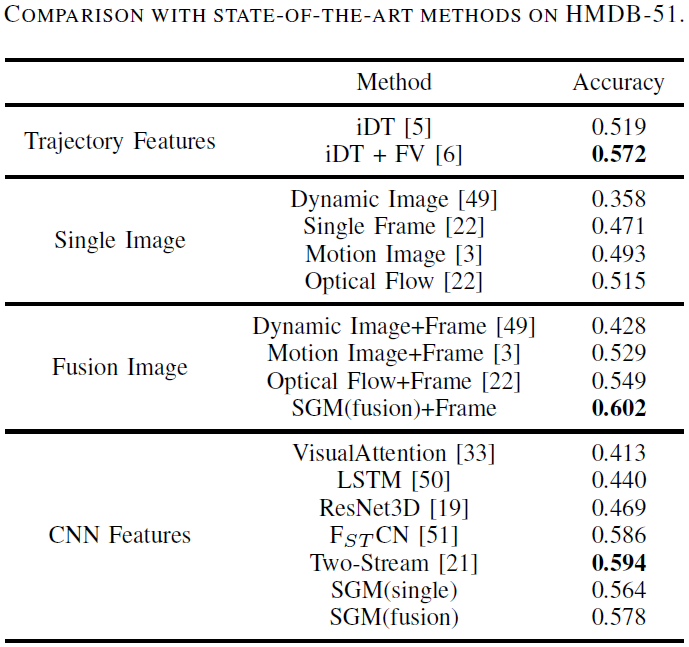 COMPARISON WITH STATE-OF-THE-ART METHODS ON HMDB-51.
Method Accuracy
Trajectory Features
iDT [5] 0.519
iDT + FV [6] 0.572
Single Image
Dynamic Image [49] 0.358
Single Frame [22] 0.471
Motion Image [3] 0.493
Optical Flow [22] 0.515
Fusion Image
Dynamic Image+Frame [49] 0.428
Motion Image+Frame [3] 0.529
Optical Flow+Frame [22] 0.549
SGM(fusion)+Frame 0.602
CNN Features
VisualAttention [33] 0.413
LSTM [50] 0.440
ResNet3D [19] 0.469
F_{ST}CN [51] 0.586
Two-Stream [21] 0.594
SGM(single) 0.564
SGM(fusion) 0.578